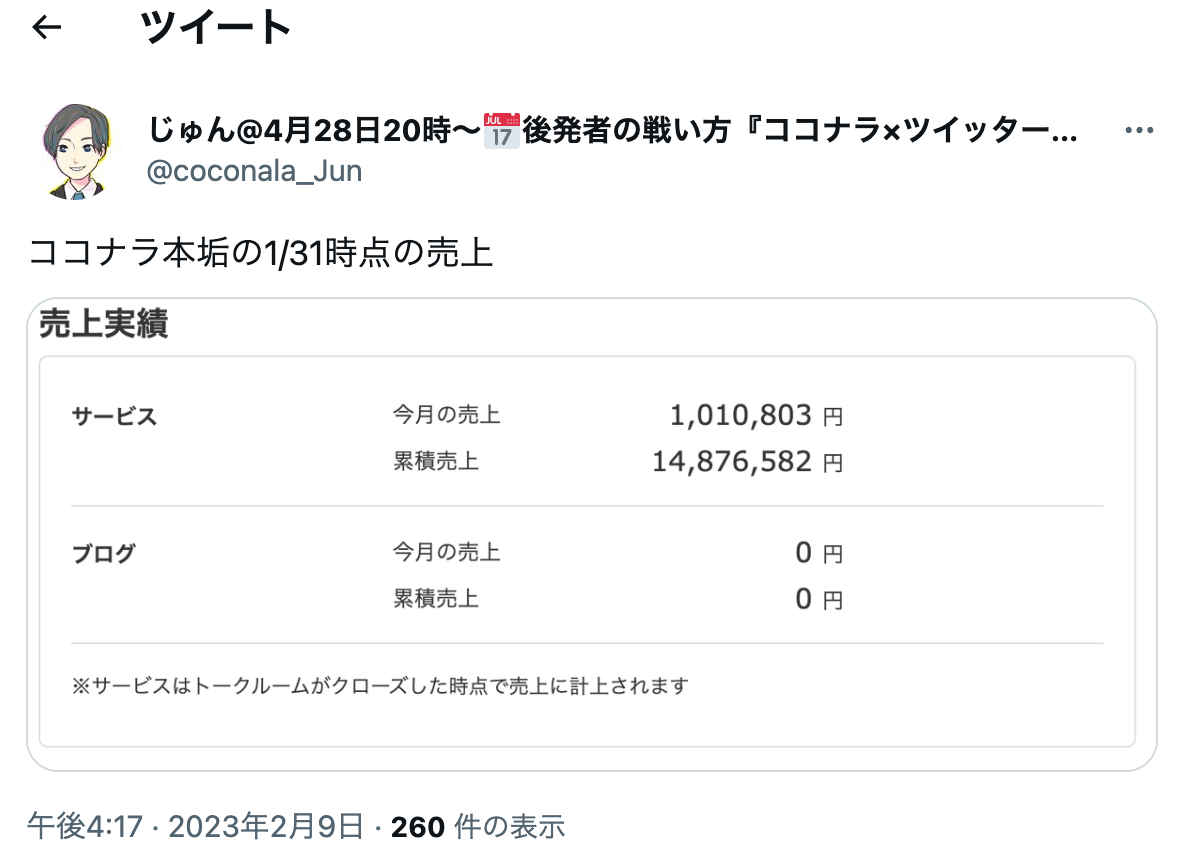 ツイート
じゅん@4月28日20時〜📅後発者の戦い方『ココナラ×ツイッター...
@coconala_Jun
ココナラ本垢の1/31時点の売上
売上実績
サービス 今月の売上 1,010,803 円
累積売上 14,876,582 円
ブログ 今月の売上 0 円
累積売上 0 円
※サービスはトークルームがクローズした時点で売上に計上されます
午後4:17 · 2023年2月9日 · 260 件の表示